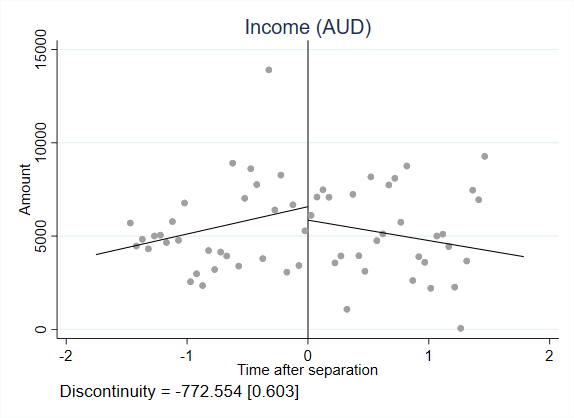 Income (AUD)
15000
10000
5000
0
Amount
-2 -1 0 1 2
Time after separation
Discontinuity = -772.554 [0.603]